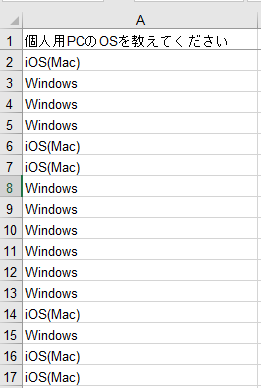 A
1 個人用PCのOSを教えてください
2 iOS(Mac)
3 Windows
4 Windows
5 Windows
6 iOS(Mac)
7 iOS(Mac)
8 Windows
9 Windows
10 Windows
11 Windows
12 Windows
13 Windows
14 iOS(Mac)
15 Windows
16 iOS(Mac)
17 iOS(Mac)